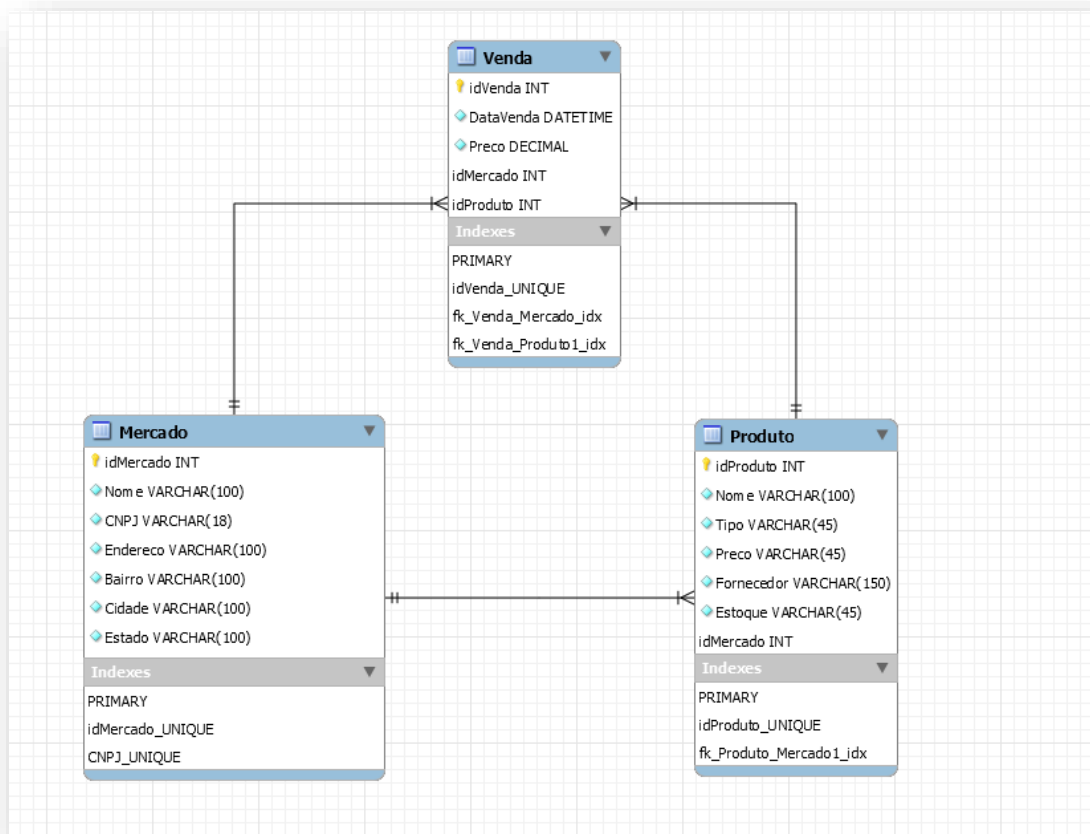 Venda
idVenda INT
DataVenda DATETIME
Preco DECIMAL
idMercado INT
idProduto INT
Indexes
PRIMARY
idVenda_UNIQUE
fk_Venda_Mercado_idx
fk_Venda_Produto1_idx
Mercado
idMercado INT
Nome VARCHAR(100)
CNPJ VARCHAR(18)
Endereco VARCHAR(100)
Bairro VARCHAR(100)
Cidade VARCHAR(100)
Estado VARCHAR(100)
Indexes
PRIMARY
idMercado_UNIQUE
CNPJ_UNIQUE
Produto
idProduto INT
Nome VARCHAR(100)
Tipo VARCHAR(45)
Preco VARCHAR(45)
Fornecedor VARCHAR(150)
Estoque VARCHAR(45)
idMercado INT
Indexes
PRIMARY
idProduto_UNIQUE
fk_Produto_Mercado1_idx